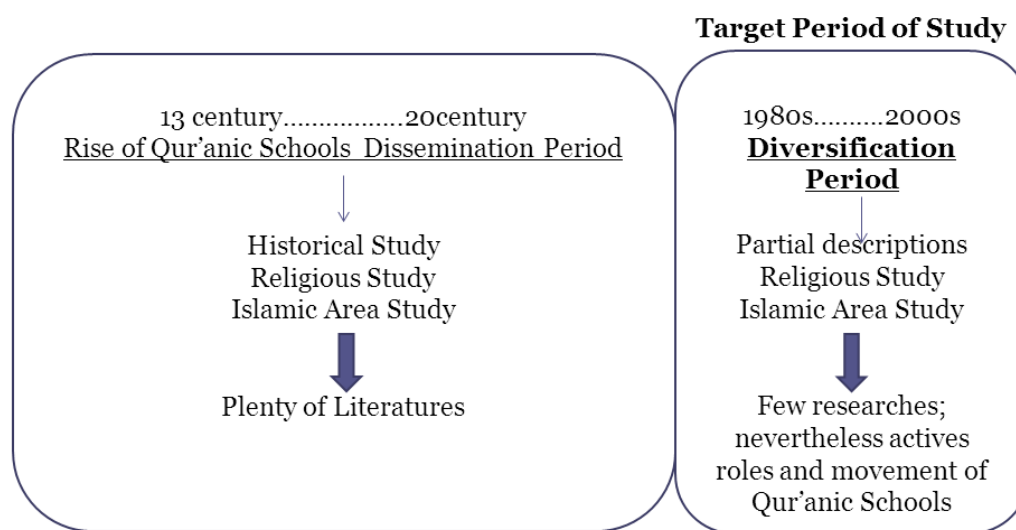 Target Period of Study
13 century.................20century
Rise of Qur'anic Schools  Dissemination Period
Historical Study
Religious Study
Islamic Area Study
Plenty of Literatures
1980s..........2000s
Diversification
Period
Partial descriptions
Religious Study
Islamic Area Study
Few researches;
nevertheless actives
roles and movement of
Qur'anic Schools